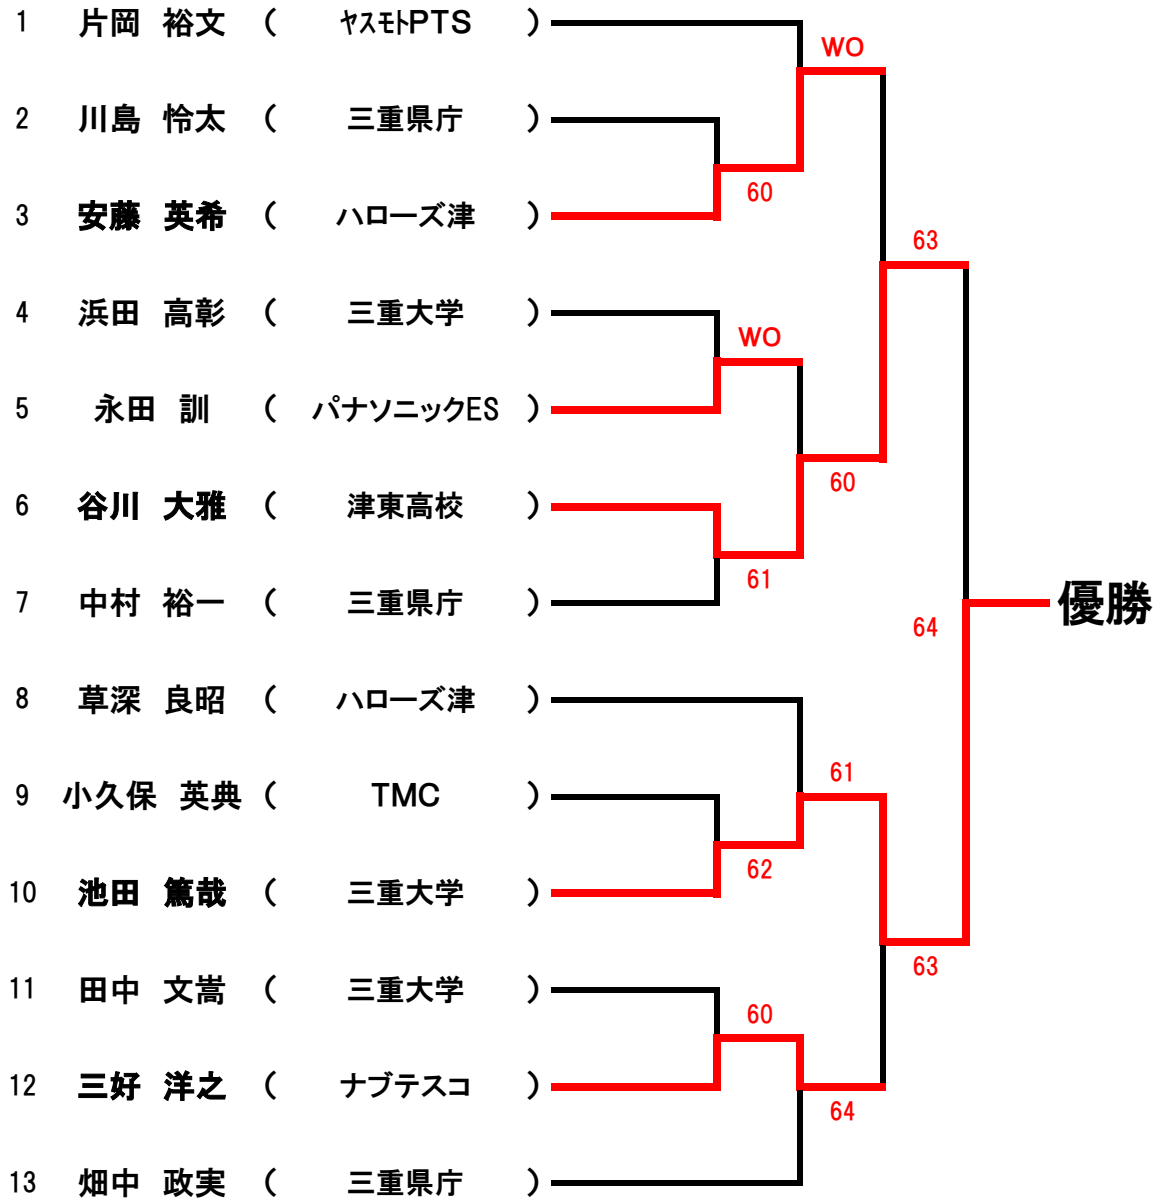 1 片岡 裕文 ( ﾔｽﾓﾄPTS )
WO
2 川島 怜太 ( 三重県庁 )
60
3 安藤 英希 ( ハローズ津 )
63
4 浜田 高彰 ( 三重大学 )
WO
5 永田 訓 ( パナソニックES )
60
6 谷川 大雅 ( 津東高校 )
61
7 中村 裕一 ( 三重県庁 )
優勝
64
8 草深 良昭 ( ハローズ津 )
61
9 小久保 英典 ( TMC )
62
10 池田 篤哉 ( 三重大学 )
63
11 田中 文嵩 ( 三重大学 )
60
12 三好 洋之 ( ナブテスコ )
64
13 畑中 政実 ( 三重県庁 )